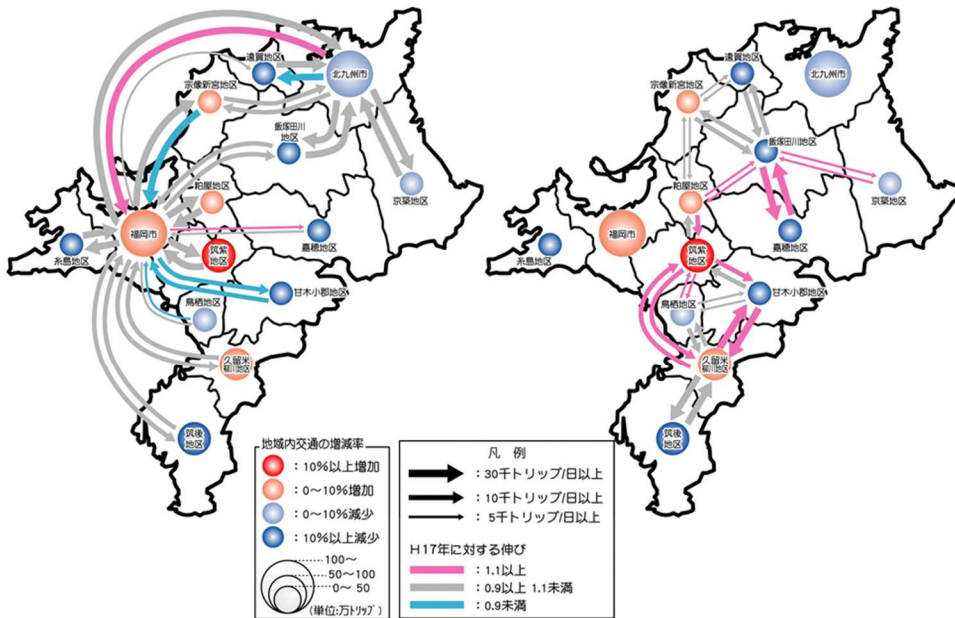 遠賀地区
北九州市
宗像新宮地区
飯塚田川
地区
粕屋地区
京築地区
福岡市
嘉穂地区
筑紫
地区
糸島地区
甘木小郡地区
鳥栖地区
久留米
柳川地区
筑後
地区
遠賀地区
北九州市
宗像新宮地区
飯塚田川地区
粕屋地区
京築地区
福岡市
嘉穂地区
筑紫
地区
糸島地区
甘木小郡地区
鳥栖地区
久留米
柳川地区
筑後
地区
地域内交通の増減率
:10%以上増加
:0〜10%増加
:0〜10%減少
:10%以上減少
100〜
50〜100
0〜 50
(単位:万トリップ)
凡 例
:30千トリップ/日以上
:10千トリップ/日以上
: 5千トリップ/日以上
H17年に対する伸び
:1.1以上
:0.9以上 1.1未満
:0.9未満